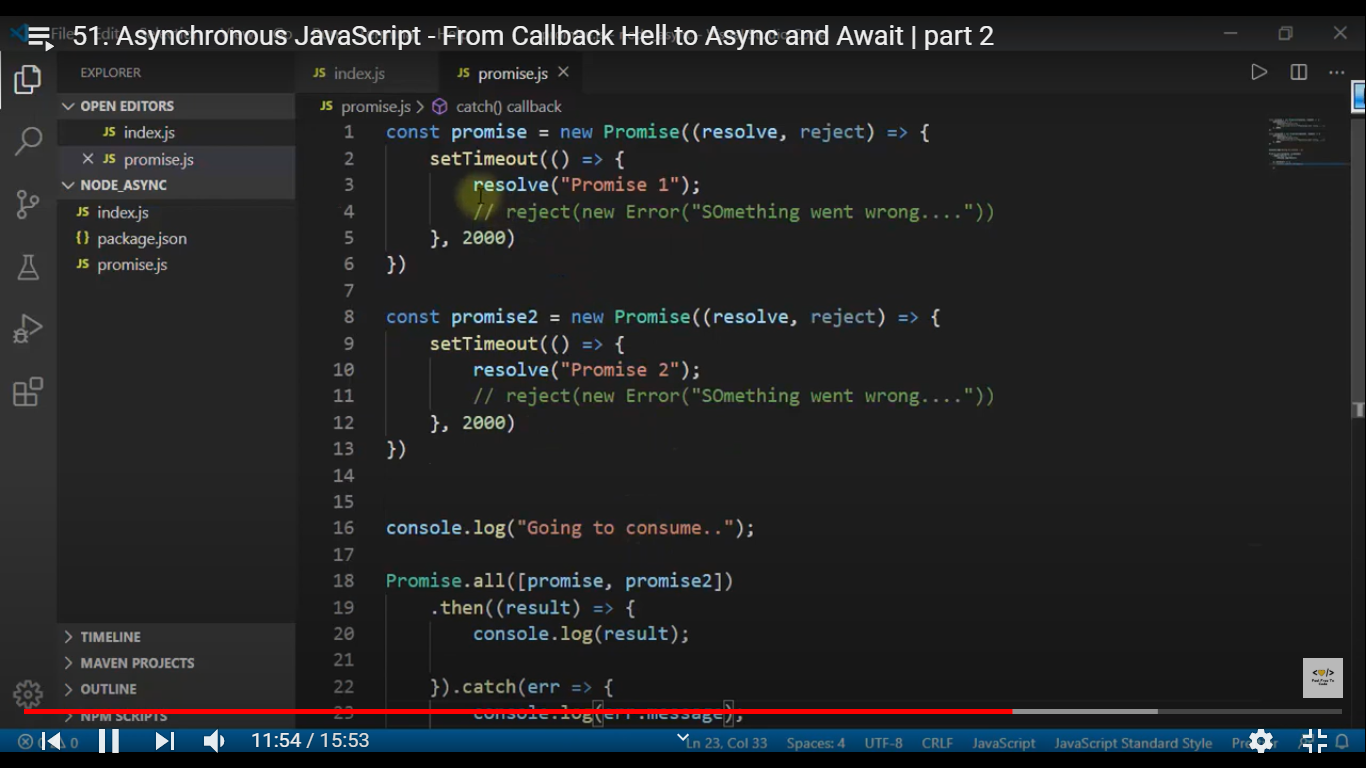 51. Asynchronous JavaScript - From Callback Hell to Async and Await | part 2
EXPLORER
OPEN EDITORS
JS index.js
JS promise.js
NODE_ASYNC
JS index.js
{} package.json
JS promise.js
TIMELINE
MAVEN PROJECTS
OUTLINE
NPM SCRIPTS
JS index.js
JS promise.js
JS promise.js > catch() callback
1 const promise = new Promise((resolve, reject) => {
2 setTimeout(() => {
3 resolve("Promise 1");
4 // reject(new Error("SOmething went wrong...."))
5 }, 2000)
6 })
7
8 const promise2 = new Promise((resolve, reject) => {
9 setTimeout(() => {
10 resolve("Promise 2");
11 // reject(new Error("SOmething went wrong...."))
12 }, 2000)
13 })
14
15
16 console.log("Going to consume..");
17
18 Promise.all([promise, promise2])
19 .then((result) => {
20 console.log(result);
21
22 }).catch(err => {
23 console.log(err.message);
11:54 / 15:53
Ln 23, Col 33 Spaces: 4 UTF-8 CRLF JavaScript JavaScript Standard Style